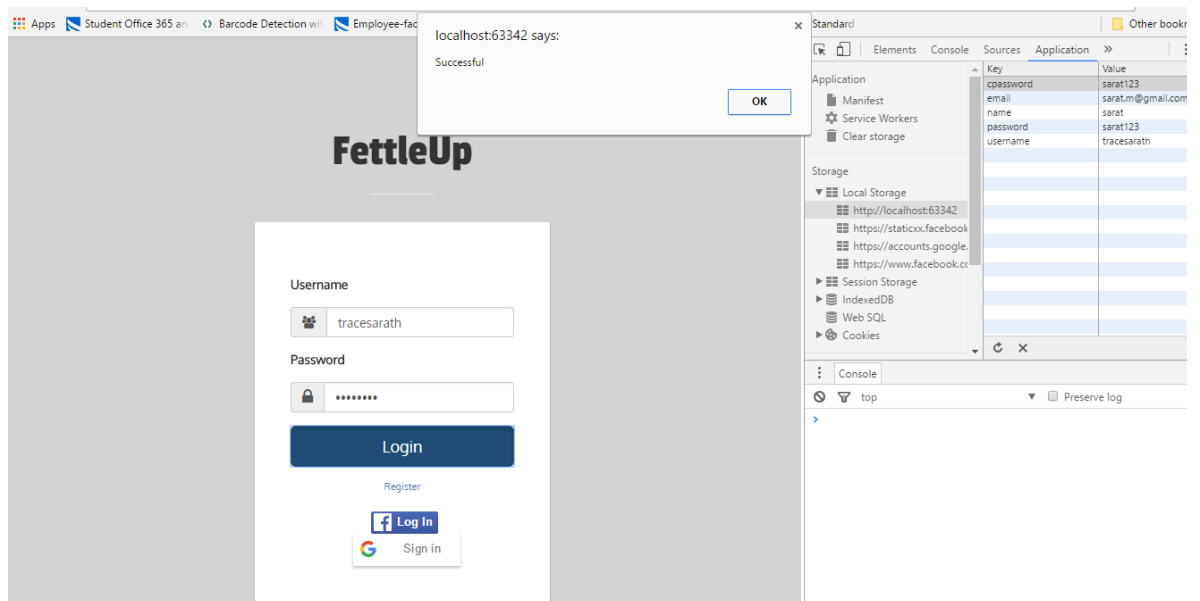 Apps Student Office 365 an Barcode Detection wit Employee-fac Standard Other bookm
localhost:63342 says:
Successful
OK
FettleUp
Username
tracesarath
Password
••••••••
Login
Register
f Log In
G Sign in
Elements Console Sources Application »
Application
Manifest
Service Workers
Clear storage
Storage
Local Storage
http://localhost:63342
https://staticxx.facebook
https://accounts.google.
https://www.facebook.cc
Session Storage
IndexedDB
Web SQL
Cookies
Key Value
cpassword sarat123
email sarat.m@gmail.com
name sarat
password sarat123
username tracesarath
Console
top Preserve log